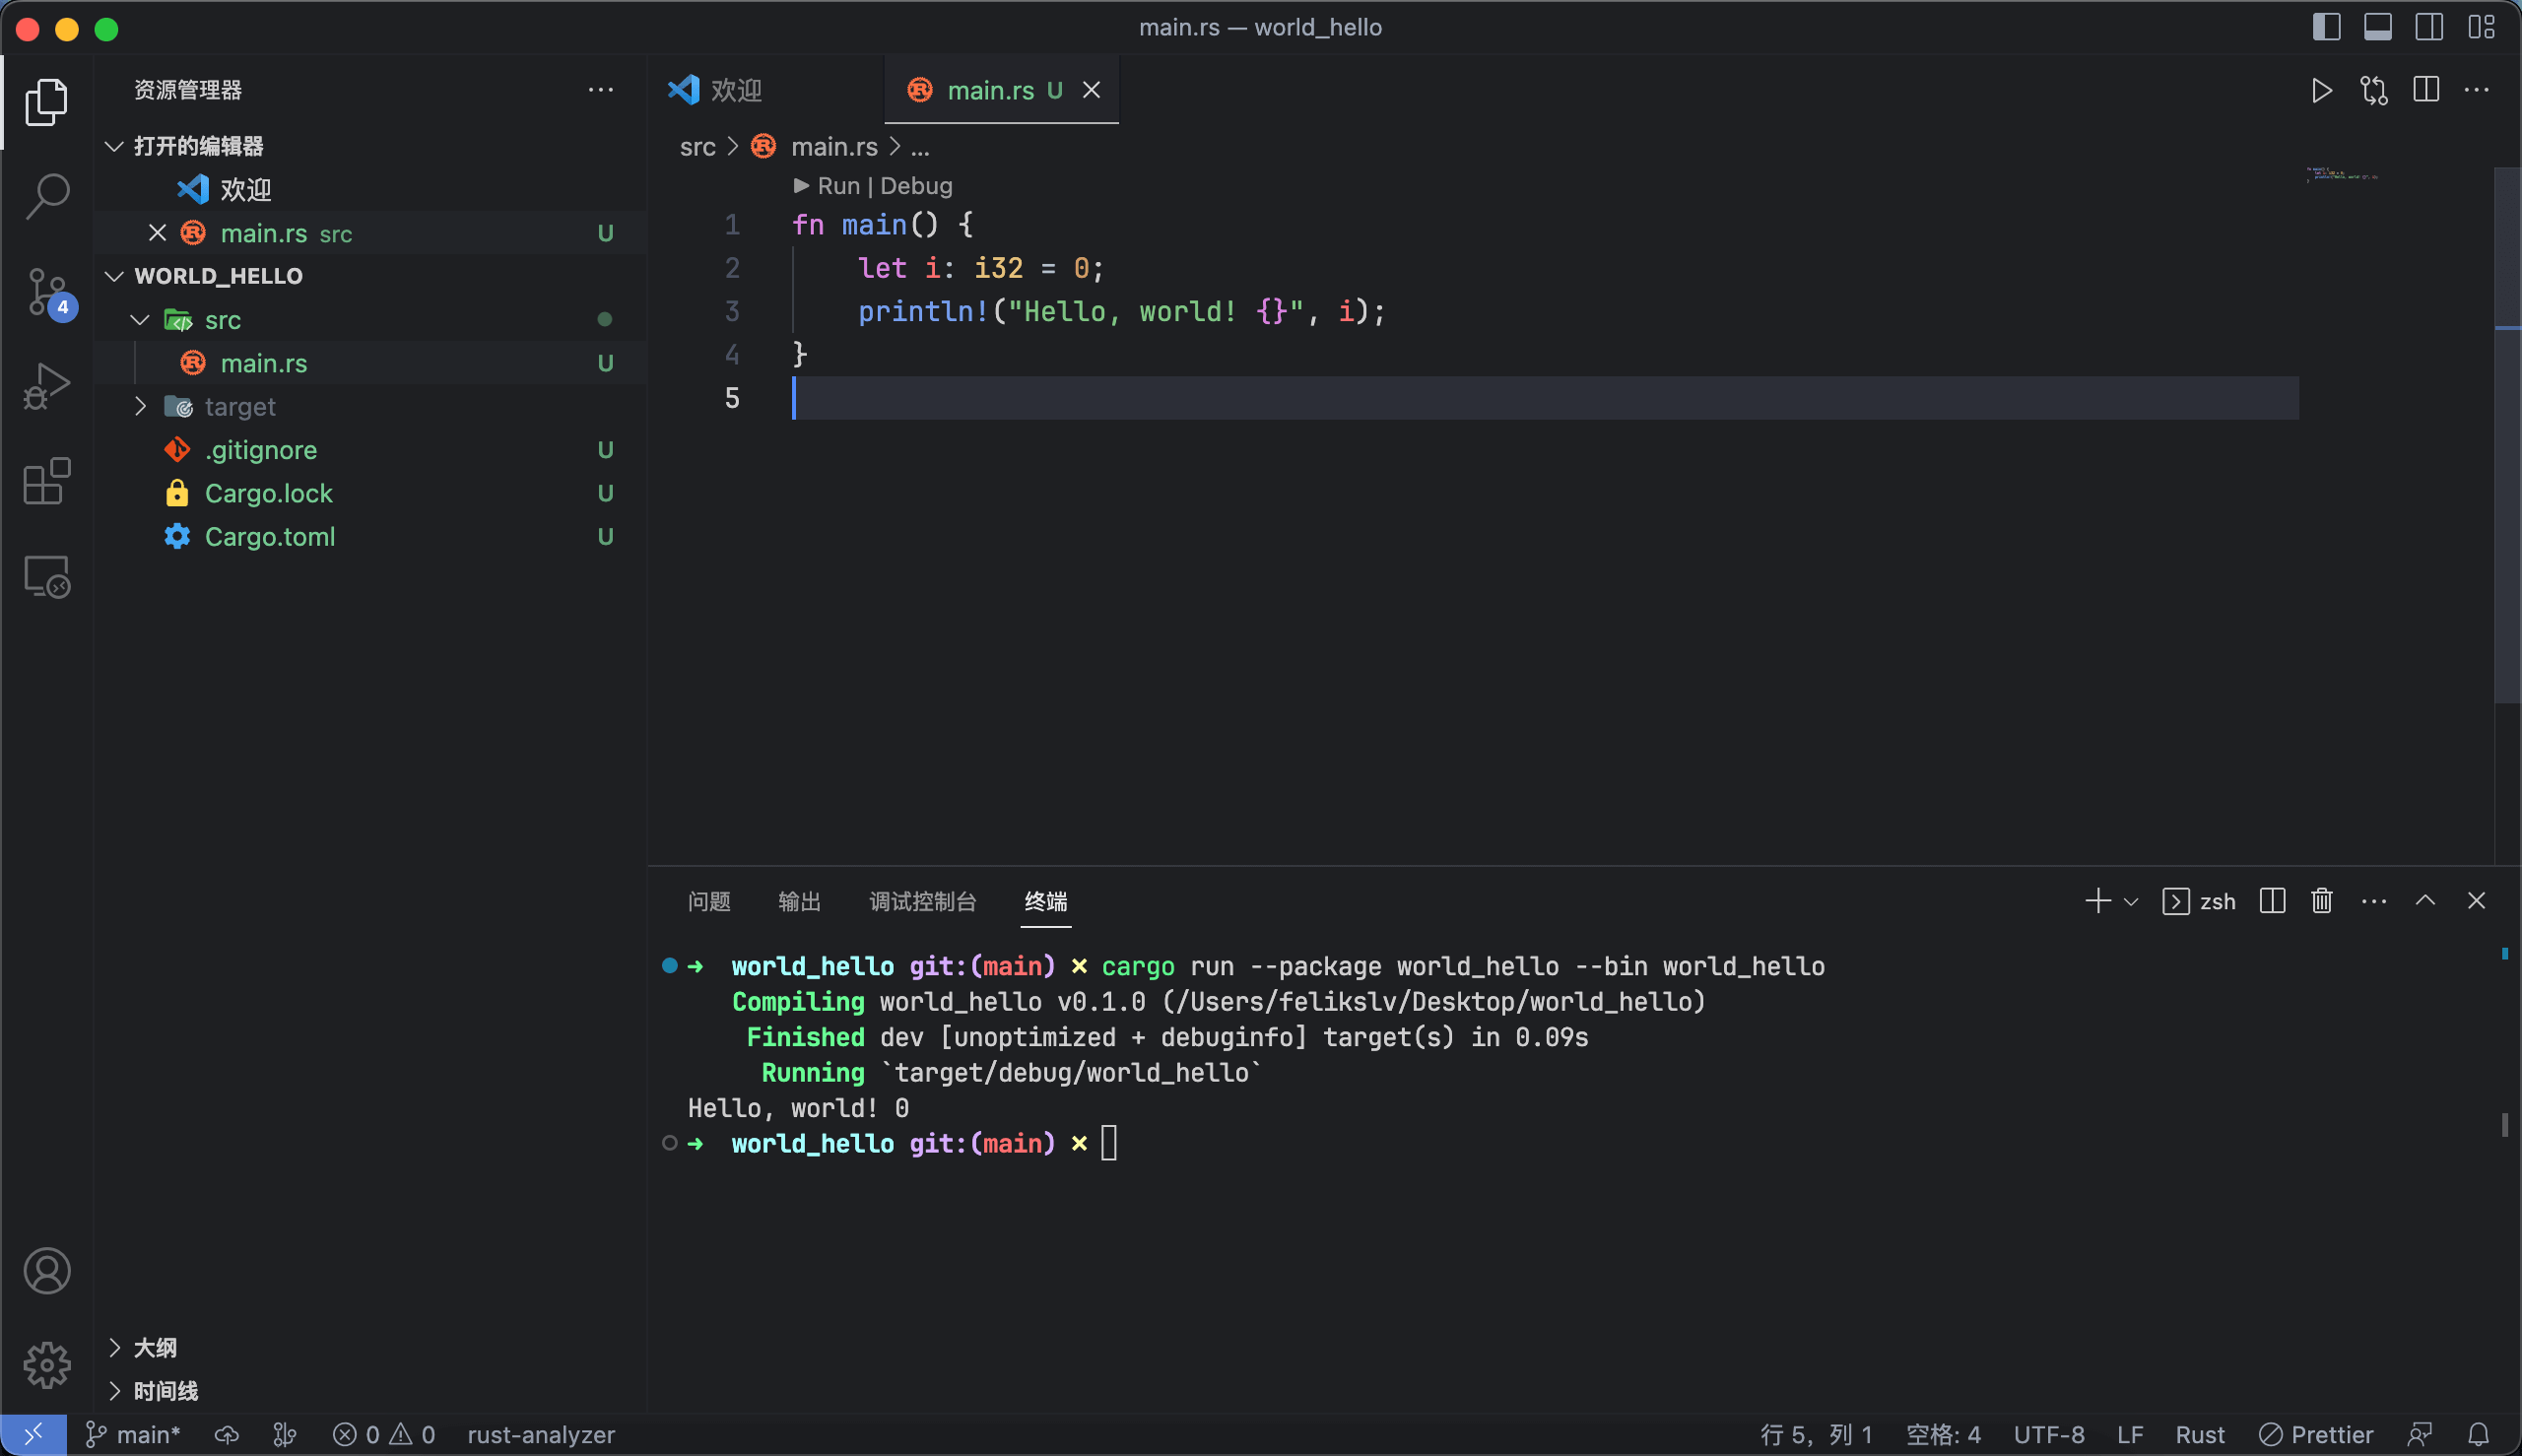 main.rs — world_hello
资源管理器
打开的编辑器
欢迎
main.rs src U
WORLD_HELLO
4
src
main.rs U
target
.gitignore U
Cargo.lock U
Cargo.toml U
大纲
时间线
欢迎 main.rs U
src > main.rs > ...
Run | Debug
1 fn main() {
2 let i: i32 = 0;
3 println!("Hello, world! {}", i);
4 }
5
问题 输出 调试控制台 终端 zsh
➜ world_hello git:(main) ✗ cargo run --package world_hello --bin world_hello
Compiling world_hello v0.1.0 (/Users/felikslv/Desktop/world_hello)
Finished dev [unoptimized + debuginfo] target(s) in 0.09s
Running `target/debug/world_hello`
Hello, world! 0
➜ world_hello git:(main) ✗
main* 0 0 rust-analyzer 行 5，列 1 空格: 4 UTF-8 LF Rust Prettier